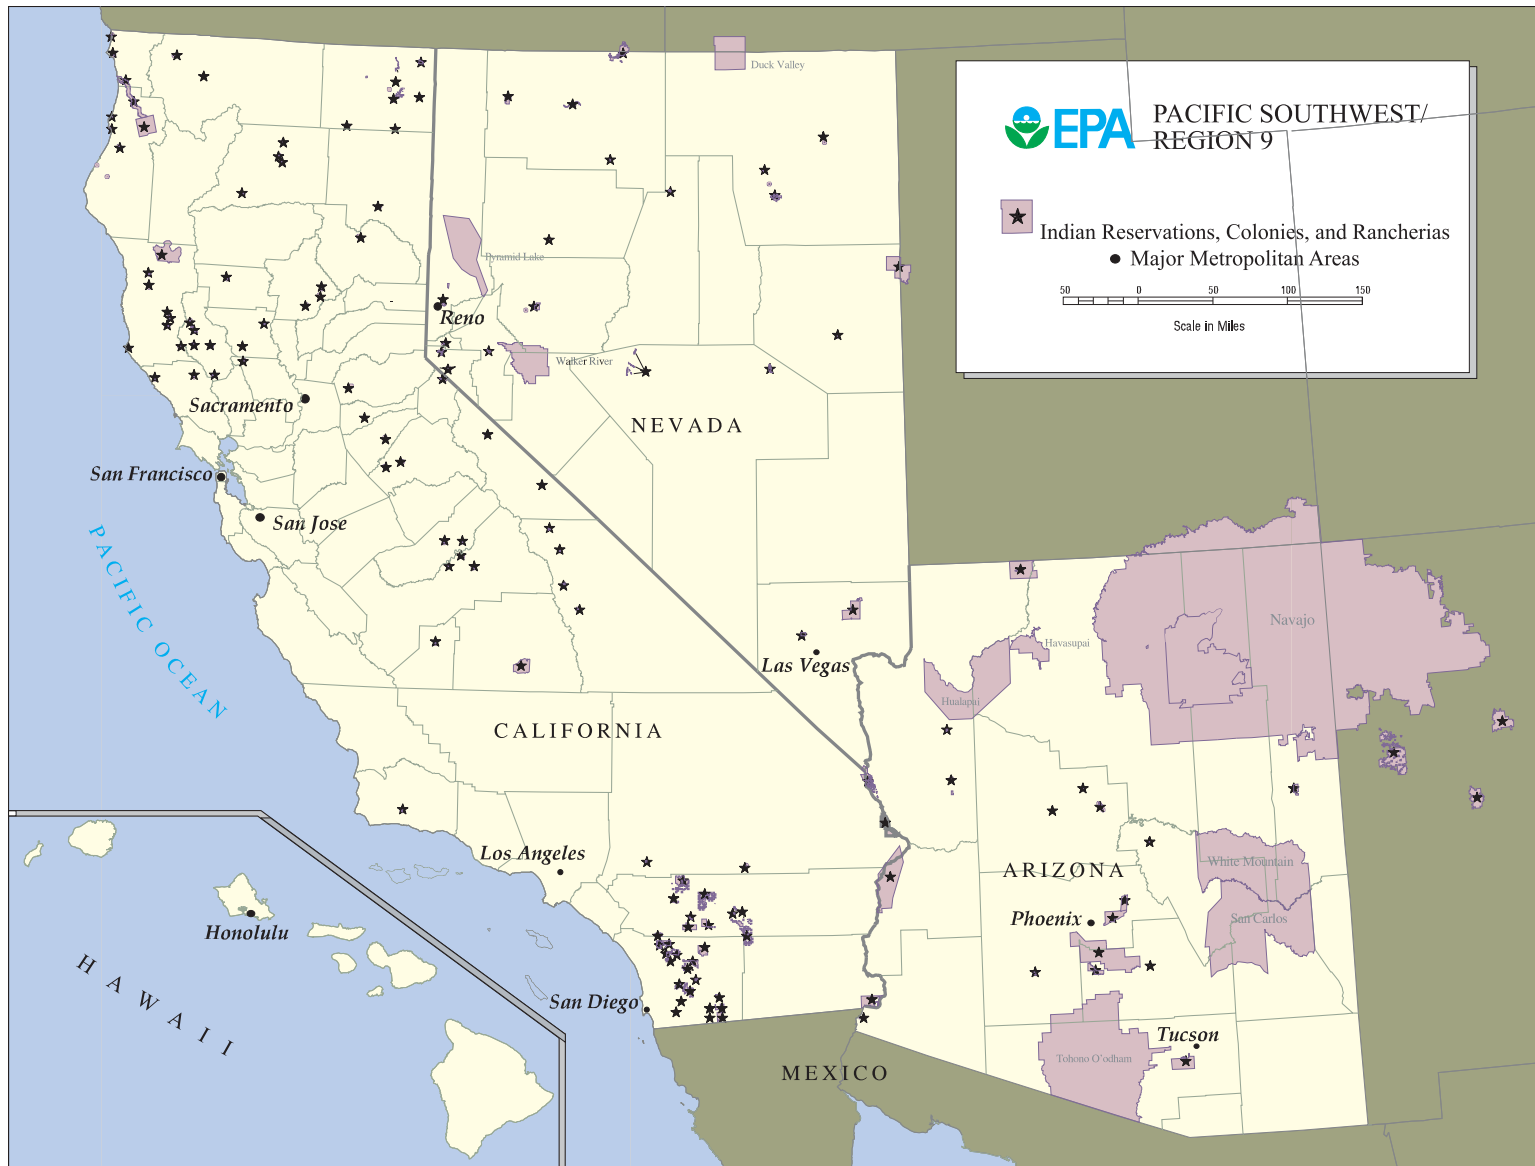 Duck Valley
EPA
PACIFIC SOUTHWEST/
REGION 9
Indian Reservations, Colonies, and Rancherias
Major Metropolitan Areas
50 0 50 100 150
Scale in Miles
Pyramid Lake
Reno
Walker River
Sacramento
NEVADA
San Francisco
San Jose
PACIFIC OCEAN
Navajo
Havasupai
Las Vegas
Hualapai
CALIFORNIA
Los Angeles
ARIZONA
White Mountain
Phoenix
San Carlos
Honolulu
HAWAII
San Diego
Tucson
Tohono O'odham
MEXICO